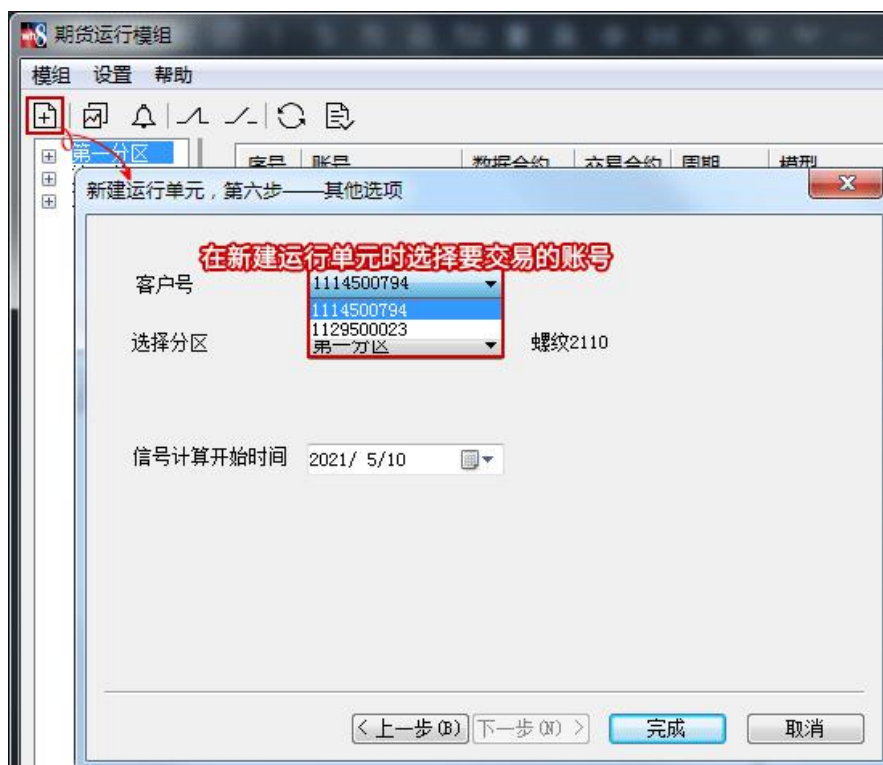 期货运行模组
模组 设置 帮助
第一分区
序号 账号 数据合约 交易合约 周期 模型
新建运行单元，第六步——其他选项
在新建运行单元时选择要交易的账号
客户号 1114500794
1114500794
1129500023
选择分区 第一分区 螺纹2110
信号计算开始时间 2021/ 5/10
< 上一步(B) 下一步(N) > 完成 取消